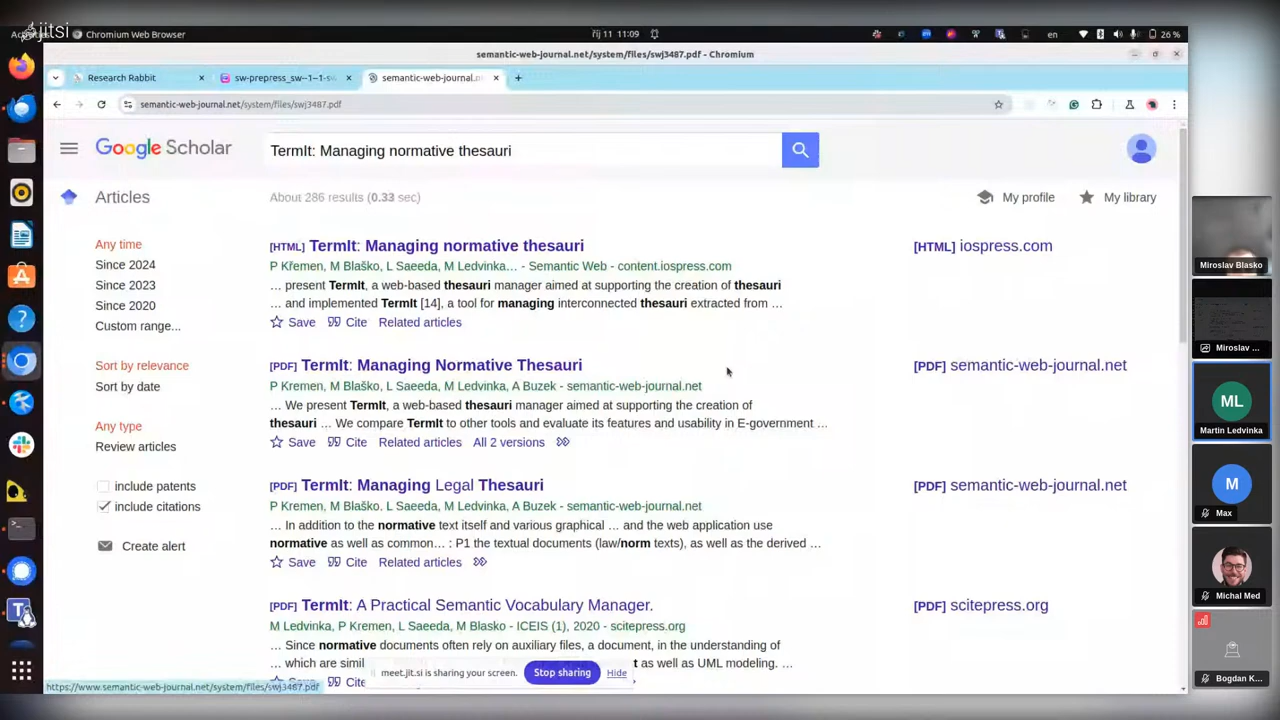 jitsi
Chromium Web Browser
říj 11 11:09
en
26 %
semantic-web-journal.net/system/files/swj3487.pdf - Chromium
Research Rabbit
sw-prepress_sw--1--1-sw
semantic-web-journal.net
semantic-web-journal.net/system/files/swj3487.pdf
Google Scholar
TermIt: Managing normative thesauri
Articles
About 286 results (0.33 sec)
My profile
My library
Any time
Since 2024
Since 2023
Since 2020
Custom range...
Sort by relevance
Sort by date
Any type
Review articles
include patents
include citations
Create alert
[HTML] TermIt: Managing normative thesauri
[HTML] iospress.com
P Křemen, M Blaško, L Saeeda, M Ledvinka… - Semantic Web - content.iospress.com
... present TermIt, a web-based thesauri manager aimed at supporting the creation of thesauri
... and implemented TermIt [14], a tool for managing interconnected thesauri extracted from ...
Save Cite Related articles
[PDF] TermIt: Managing Normative Thesauri
[PDF] semantic-web-journal.net
P Kremen, M Blaško, L Saeeda, M Ledvinka, A Buzek - semantic-web-journal.net
... We present TermIt, a web-based thesauri manager aimed at supporting the creation of
thesauri ... We compare TermIt to other tools and evaluate its features and usability in E-government ...
Save Cite Related articles All 2 versions
[PDF] TermIt: Managing Legal Thesauri
[PDF] semantic-web-journal.net
P Kremen, M Blaško, L Saeeda, M Ledvinka, A Buzek - semantic-web-journal.net
... In addition to the normative text itself and various graphical ... and the web application use
normative as well as common... : P1 the textual documents (law/norm texts), as well as the derived ...
Save Cite Related articles
[PDF] TermIt: A Practical Semantic Vocabulary Manager.
[PDF] scitepress.org
M Ledvinka, P Kremen, L Saeeda, M Blasko - ICEIS (1), 2020 - scitepress.org
... Since normative documents often rely on auxiliary files, a document, in the understanding of
... which are simil
t as well as UML modeling. ...
meet.jit.si is sharing your screen.
Stop sharing
Hide
https://www.semantic-web-journal.net/system/files/swj3487.pdf
Miroslav Blasko
Miroslav ...
ML
Martin Ledvinka
M
Max
Michal Med
Bogdan K...